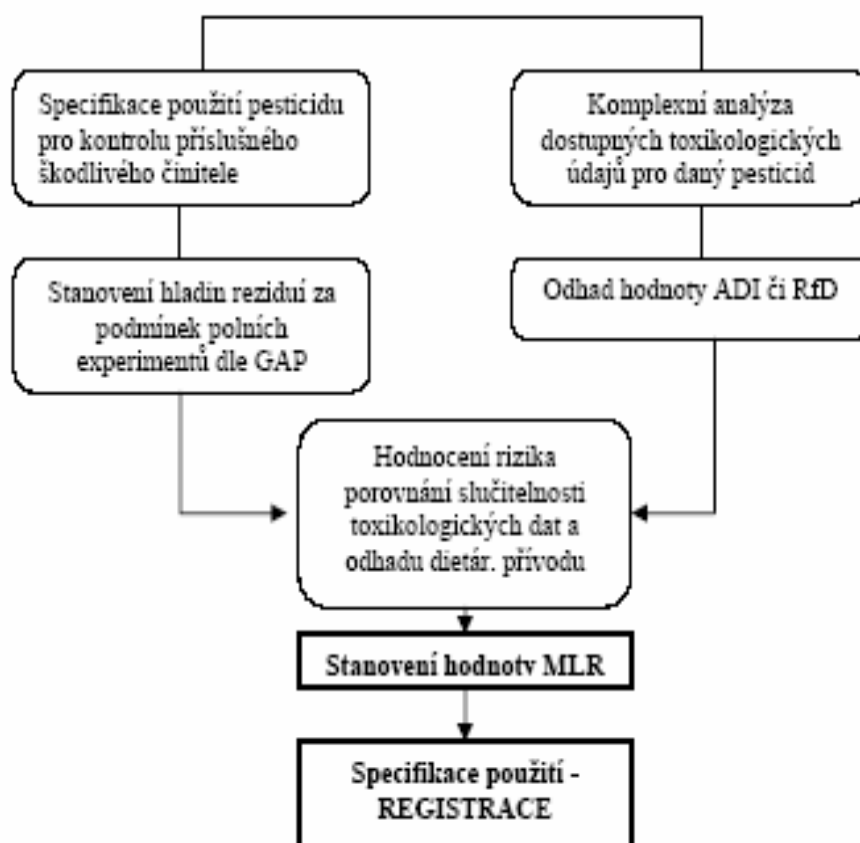 Specifikace použití pesticidu
pro kontrolu příslušného
škodlivého činitele
Komplexní analýza
dostupných toxikologických
údajů pro daný pesticid
Stanovení hladin reziduí za
podmínek polních
experimentů dle GAP
Odhad hodnoty ADI či RfD
Hodnocení rizika
porovnání slučitelnosti
toxikologických dat a
odhadu dietár. přívodu
Stanovení hodnoty MLR
Specifikace použití -
REGISTRACE